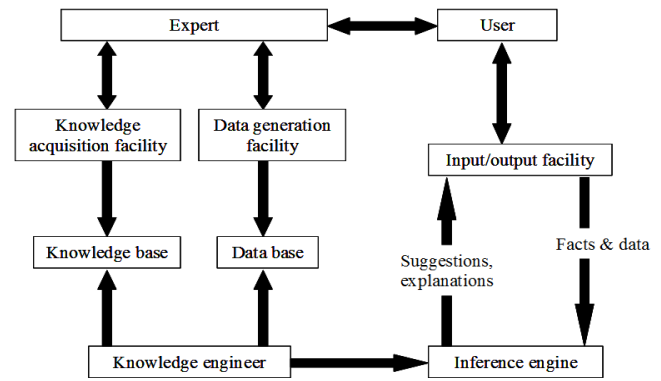 Expert
User
Knowledge
acquisition facility
Data generation
facility
Input/output facility
Knowledge base
Data base
Suggestions,
explanations
Facts & data
Knowledge engineer
Inference engine